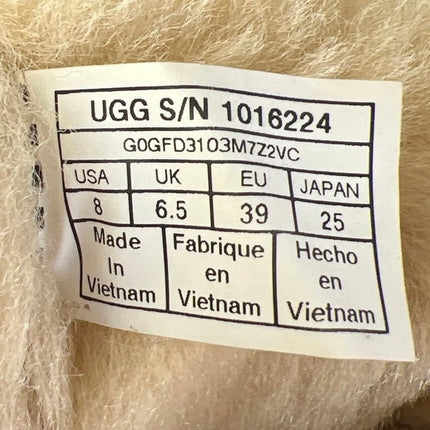 UGG S/N 1016224
G0GFD3103M7Z2VC
USA UK EU JAPAN
8 6.5 39 25
Made Fabrique Hecho
In en en
Vietnam Vietnam Vietnam